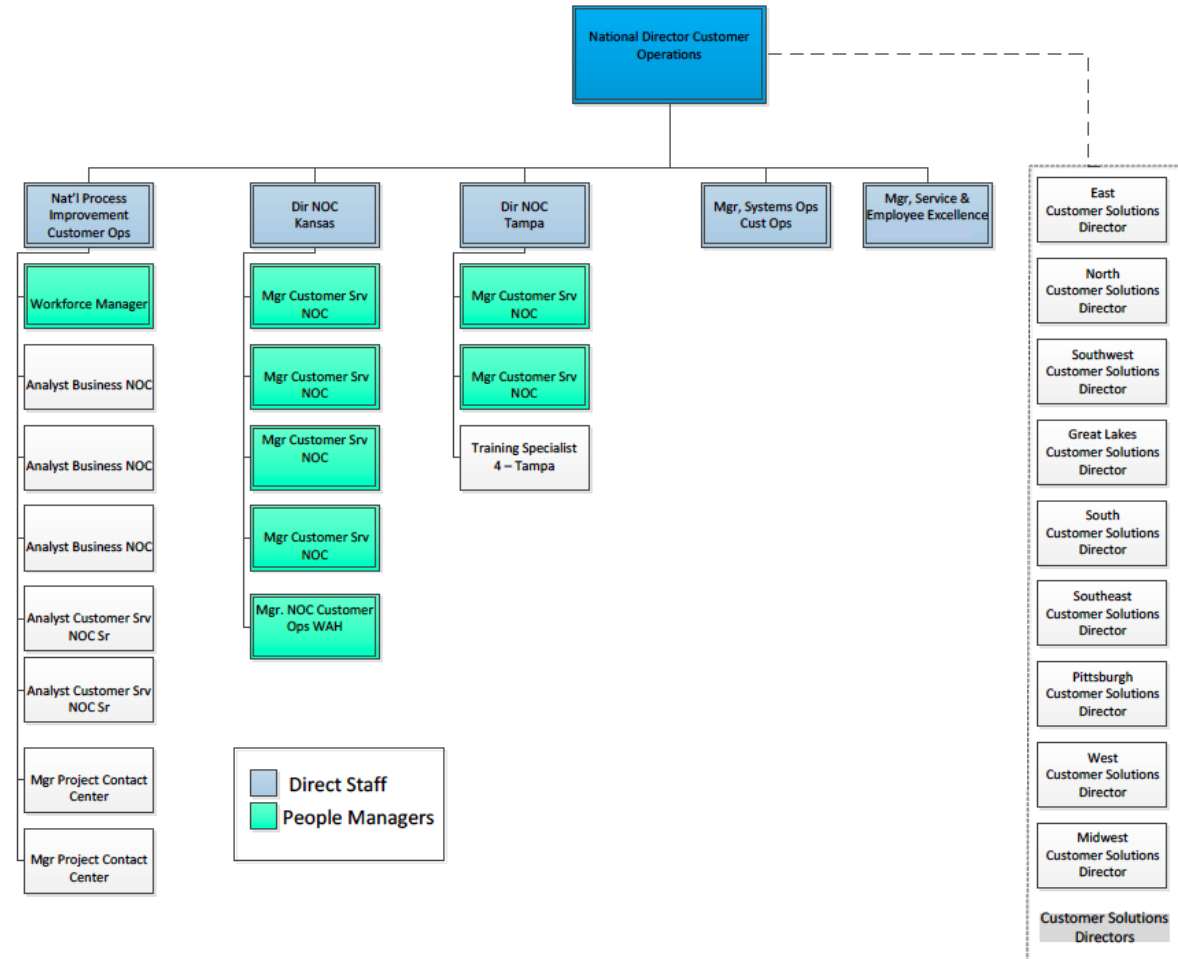 National Director Customer
Operations
Nat'l Process
Improvement
Customer Ops
Dir NOC
Kansas
Dir NOC
Tampa
Mgr, Systems Ops
Cust Ops
Mgr, Service &
Employee Excellence
Workforce Manager
Analyst Business NOC
Analyst Business NOC
Analyst Business NOC
Analyst Customer Srv
NOC Sr
Analyst Customer Srv
NOC Sr
Mgr Project Contact
Center
Mgr Project Contact
Center
Mgr Customer Srv
NOC
Mgr Customer Srv
NOC
Mgr Customer Srv
NOC
Mgr Customer Srv
NOC
Mgr. NOC Customer
Ops WAH
Mgr Customer Srv
NOC
Mgr Customer Srv
NOC
Training Specialist
4 – Tampa
East
Customer Solutions
Director
North
Customer Solutions
Director
Southwest
Customer Solutions
Director
Great Lakes
Customer Solutions
Director
South
Customer Solutions
Director
Southeast
Customer Solutions
Director
Pittsburgh
Customer Solutions
Director
West
Customer Solutions
Director
Midwest
Customer Solutions
Director
Customer Solutions
Directors
Direct Staff
People Managers